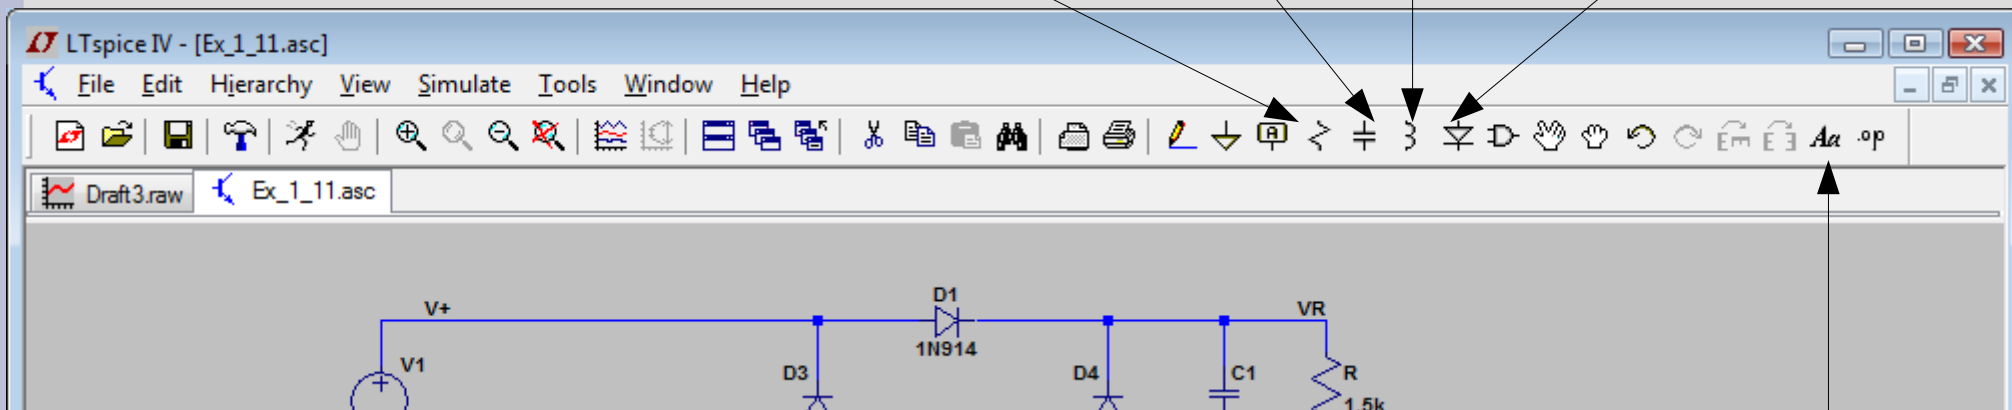 LTspice IV - [Ex_1_11.asc]
File Edit Hierarchy View Simulate Tools Window Help
A Aa .op
Draft3.raw Ex_1_11.asc
D1
V+ VR
1N914
V1
D3 D4 C1 R
1.5k